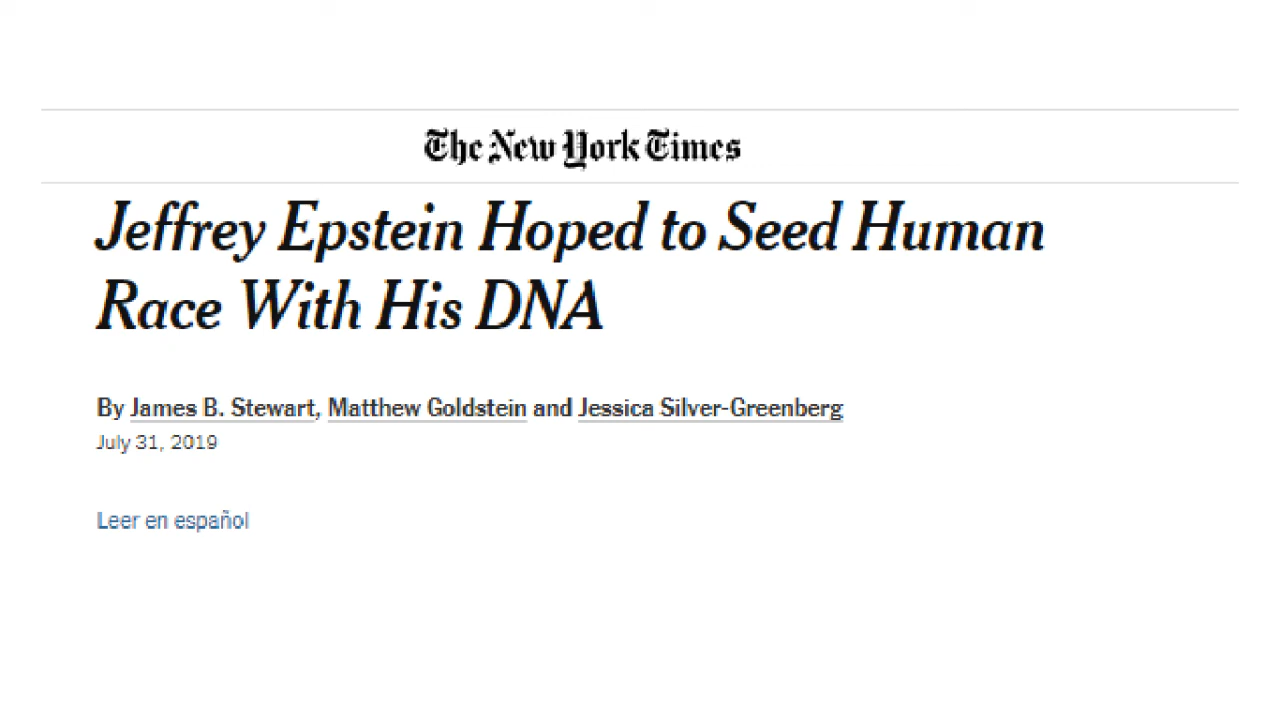 The New York Times
Jeffrey Epstein Hoped to Seed Human
Race With His DNA
By James B. Stewart, Matthew Goldstein and Jessica Silver-Greenberg
July 31, 2019
Leer en español